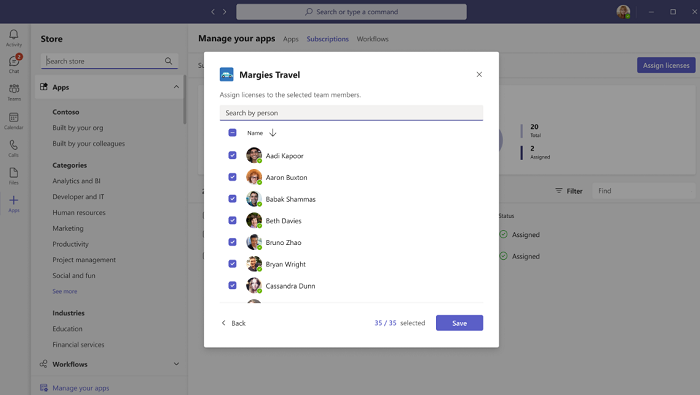 Search or type a command
Activity
Chat
2
Teams
Calendar
Calls
Files
Apps
Store
Search store
Apps
Contoso
Built by your org
Built by your colleagues
Categories
Analytics and BI
Developer and IT
Human resources
Marketing
Productivity
Project management
Social and fun
See more
Industries
Education
Financial services
Workflows
Manage your apps
Manage your apps Apps Subscriptions Workflows
Su
Assign licenses
20
Total
2
Assigned
2
Filter Find
Status
Assigned
Assigned
Margies Travel
Assign licenses to the selected team members.
Search by person
Name
Aadi Kapoor
Aaron Buxton
Babak Shammas
Beth Davies
Bruno Zhao
Bryan Wright
Cassandra Dunn
Back 35 / 35 selected Save